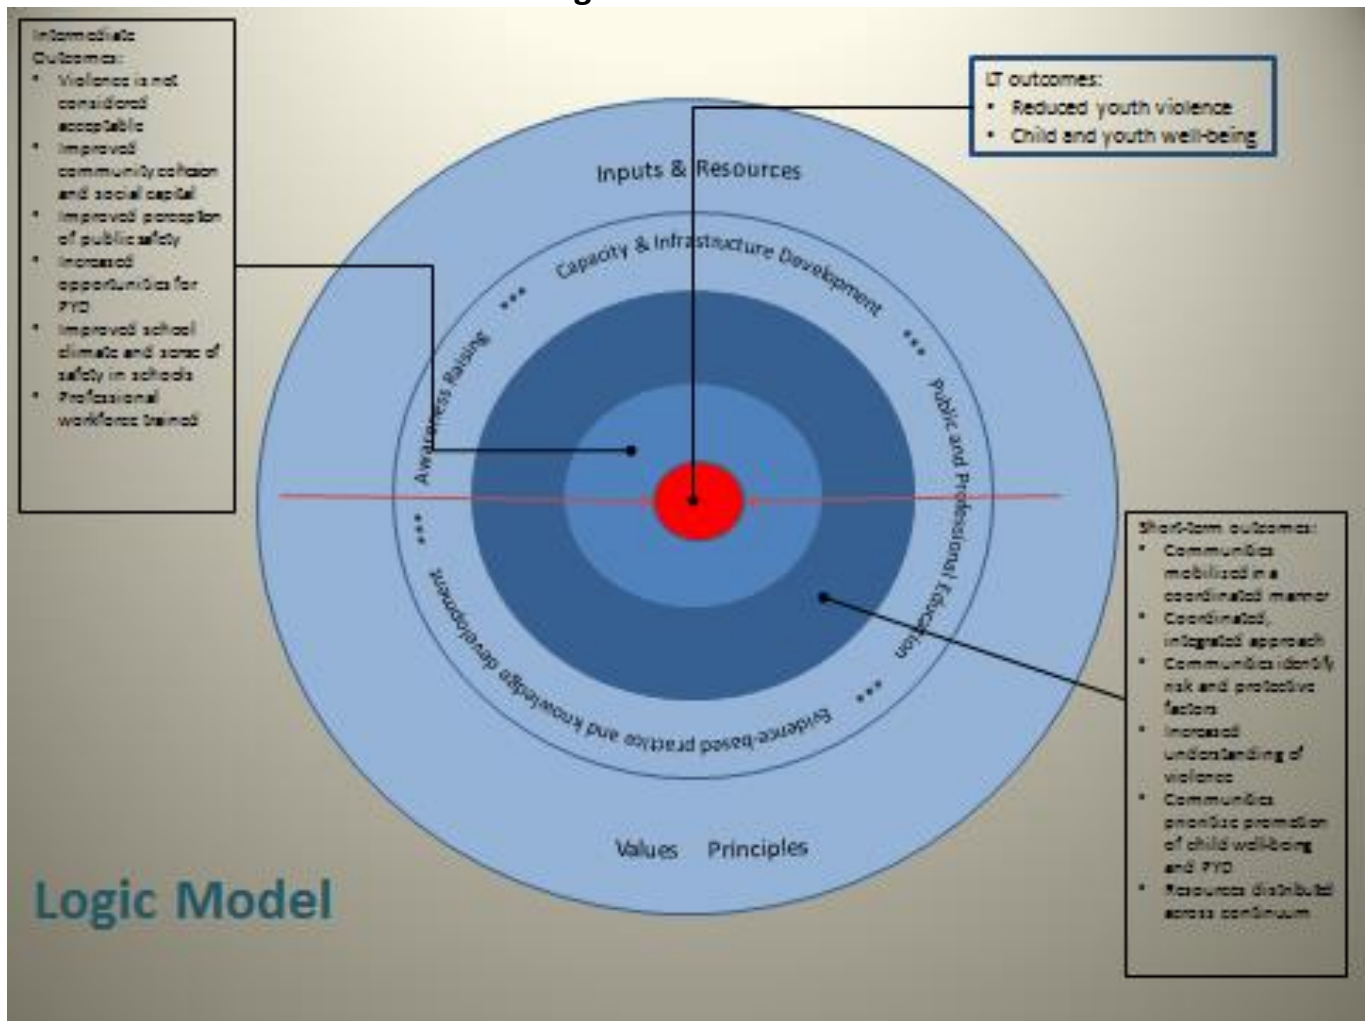 Intermediate
Outcomes:
• Violence is not
considered
acceptable
• Improved
community cohesion
and social capital
• Improved perception
of public safety
• Increased
opportunities for
PYD
• Improved school
climate and sense of
safety in schools
• Professional
workforce trained
LT outcomes:
• Reduced youth violence
• Child and youth well-being
Inputs & Resources
Capacity & Infrastructure Development
***
Public and Professional Education
***
Evidence-based practice and knowledge development
***
Awareness Raising
***
Values Principles
Short-term outcomes:
• Communities
mobilized in a
coordinated manner
• Coordinated,
integrated approach
• Communities identify
risk and protective
factors
• Increased
understanding of
violence
• Communities
prioritize promotion
of child well-being
and PYD
• Resources distributed
across continuum
Logic Model